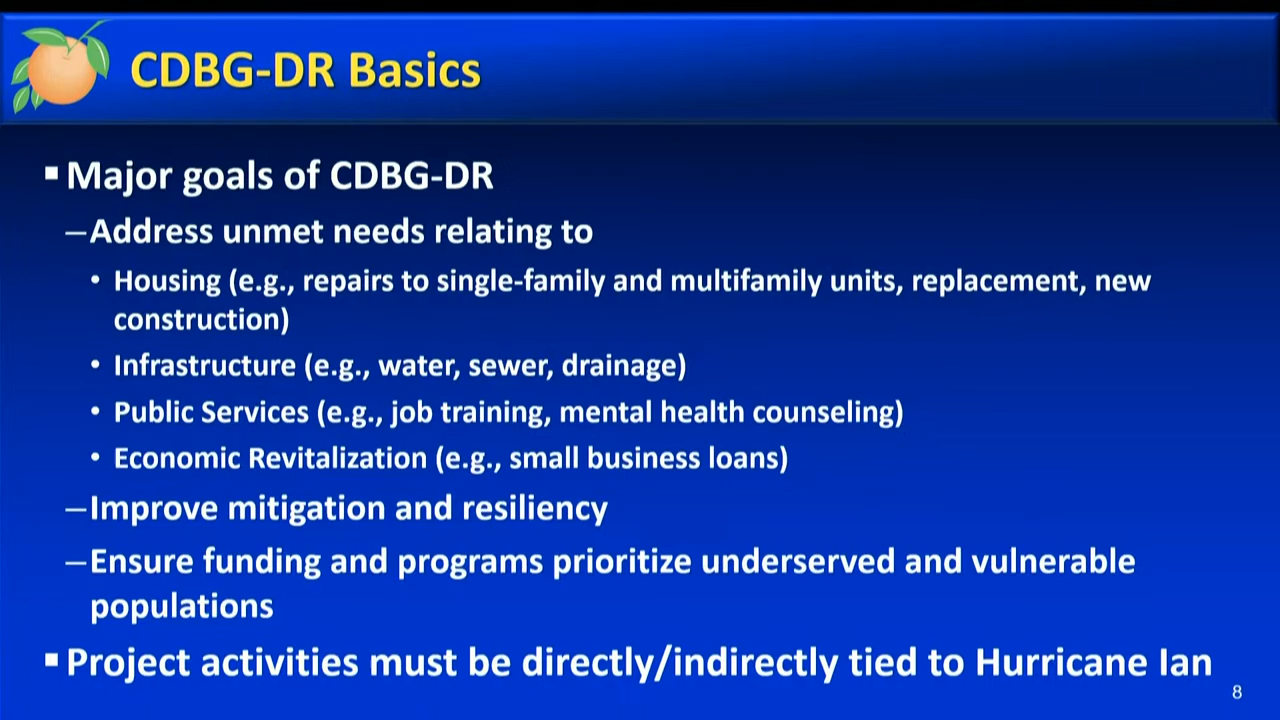 CDBG-DR Basics
▪ Major goals of CDBG-DR
–Address unmet needs relating to
• Housing (e.g., repairs to single-family and multifamily units, replacement, new
construction)
• Infrastructure (e.g., water, sewer, drainage)
• Public Services (e.g., job training, mental health counseling)
• Economic Revitalization (e.g., small business loans)
–Improve mitigation and resiliency
–Ensure funding and programs prioritize underserved and vulnerable
populations
▪ Project activities must be directly/indirectly tied to Hurricane Ian
8